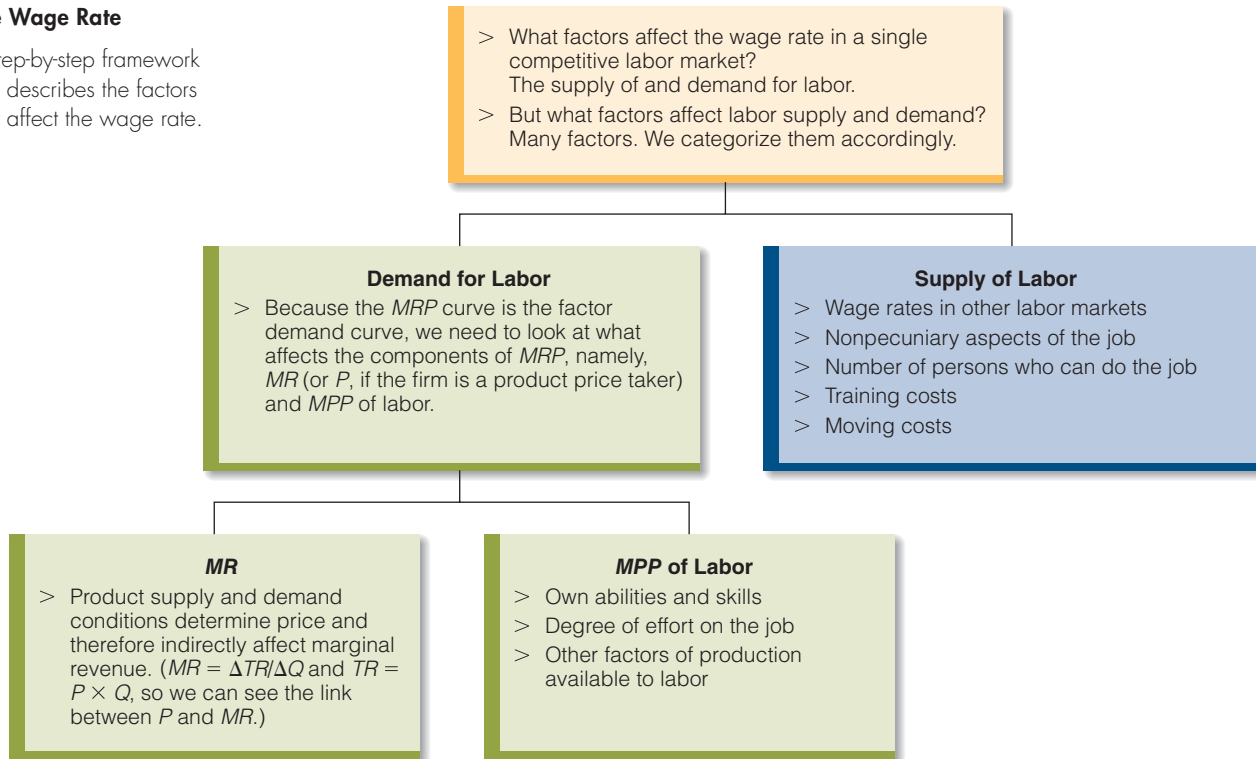 Wage Rate
step-by-step framework
describes the factors
affect the wage rate.
> What factors affect the wage rate in a single
competitive labor market?
The supply of and demand for labor.
> But what factors affect labor supply and demand?
Many factors. We categorize them accordingly.
Demand for Labor
> Because the MRP curve is the factor
demand curve, we need to look at what
affects the components of MRP, namely,
MR (or P, if the firm is a product price taker)
and MPP of labor.
Supply of Labor
> Wage rates in other labor markets
> Nonpecuniary aspects of the job
> Number of persons who can do the job
> Training costs
> Moving costs
MR
> Product supply and demand
conditions determine price and
therefore indirectly affect marginal
revenue. (MR = ΔTR/ΔQ and TR =
P × Q, so we can see the link
between P and MR.)
MPP of Labor
> Own abilities and skills
> Degree of effort on the job
> Other factors of production
available to labor